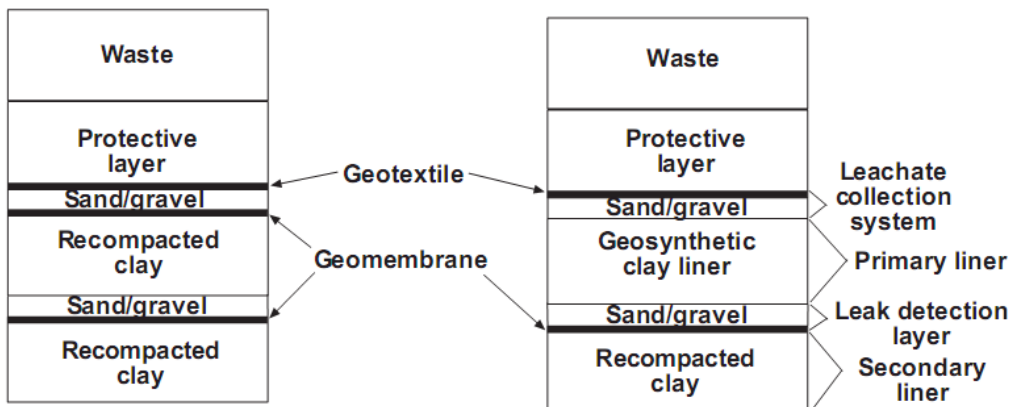 Waste
Protective
layer
Sand/gravel
Recompacted
clay
Sand/gravel
Recompacted
clay
Geotextile
Geomembrane
Waste
Protective
layer
Sand/gravel
Geosynthetic
clay liner
Sand/gravel
Recompacted
clay
Leachate
collection
system
Primary liner
Leak detection
layer
Secondary
liner